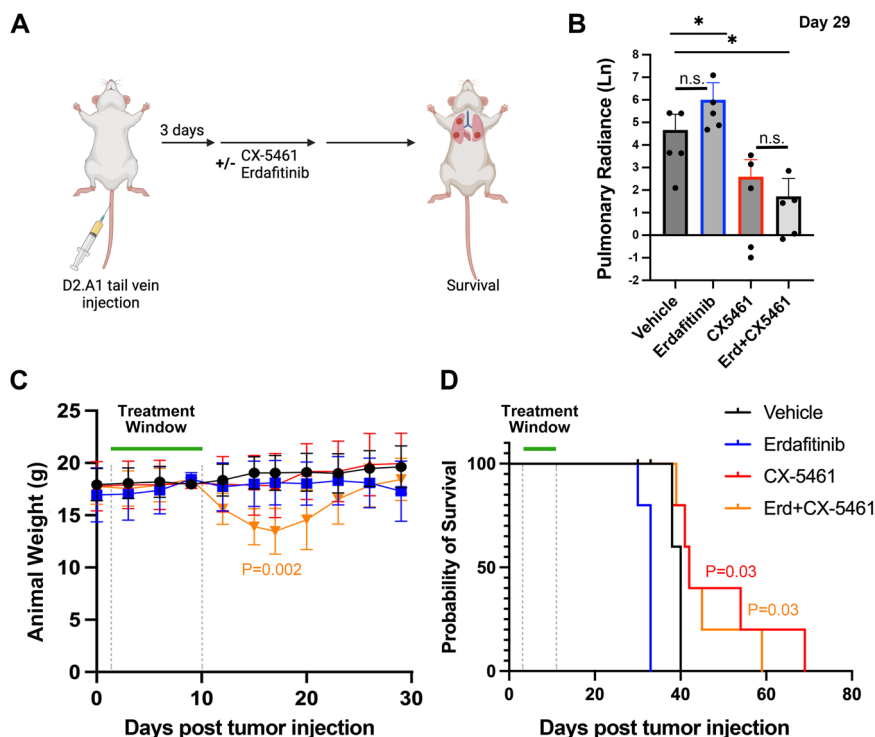 A
3 days
+/- CX-5461
Erdafitinib
D2.A1 tail vein
injection
Survival
B
Day 29
*
*
n.s.
n.s.
Pulmonary Radiance (Ln)
8
7
6
5
4
3
2
1
0
-1
-2
Vehicle
Erdafitinib
CX5461
Erd+CX5461
C
Treatment
Window
Animal Weight (g)
25
20
15
10
5
0
P=0.002
0 10 20 30
Days post tumor injection
D
Treatment
Window
Vehicle
Erdafitinib
CX-5461
Erd+CX-5461
Probability of Survival
100
50
0
P=0.03
P=0.03
0 20 40 60 80
Days post tumor injection